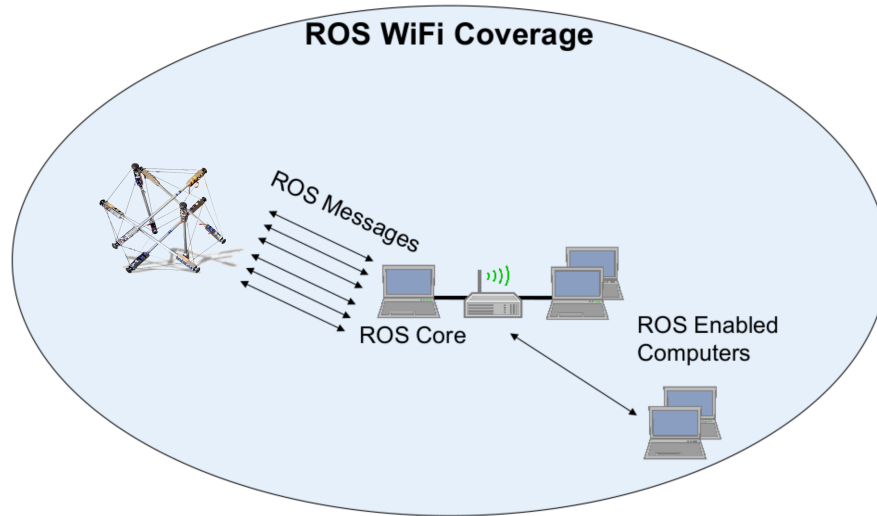 ROS WiFi Coverage
ROS Messages
ROS Core
ROS Enabled
Computers